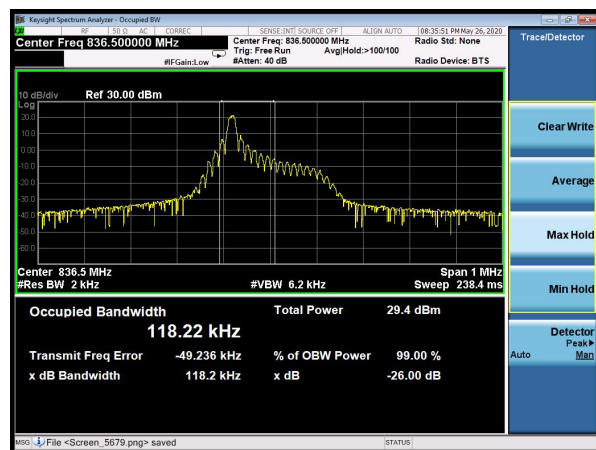 Keysight Spectrum Analyzer - Occupied BW
RF 50 Ω AC CORREC SENSE:INT SOURCE OFF ALIGN AUTO 08:35:51 PM May 26, 2020
Center Freq 836.500000 MHz
Center Freq: 836.500000 MHz
Radio Std: None
Trig: Free Run Avg|Hold:>100/100
#IFGain:Low #Atten: 40 dB Radio Device: BTS
10 dB/div Ref 30.00 dBm
Log
20.0
10.0
0.00
-10.0
-20.0
-30.0
-40.0
-50.0
-60.0
Center 836.5 MHz Span 1 MHz
#Res BW 2 kHz #VBW 6.2 kHz Sweep 238.4 ms
Occupied Bandwidth Total Power 29.4 dBm
118.22 kHz
Transmit Freq Error -49.236 kHz % of OBW Power 99.00 %
x dB Bandwidth 118.2 kHz x dB -26.00 dB
MSG File <Screen_5679.png> saved STATUS
Trace/Detector
Clear Write
Average
Max Hold
Min Hold
Detector
Peak▶
Auto Man